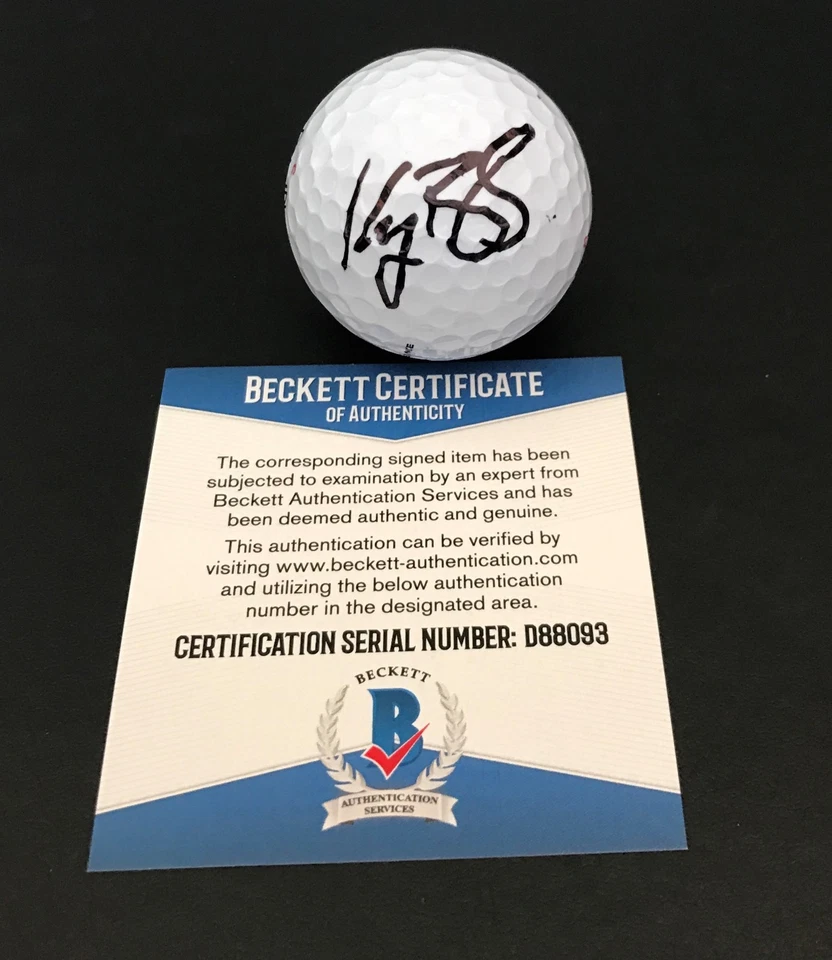 BECKETT CERTIFICATE
OF AUTHENTICITY
The corresponding signed item has been
subjected to examination by an expert from
Beckett Authentication Services and has
been deemed authentic and genuine.
This authentication can be verified by
visiting www.beckett-authentication.com
and utilizing the below authentication
number in the designated area.
CERTIFICATION SERIAL NUMBER: D88093
BECKETT
B
AUTHENTICATION
SERVICES